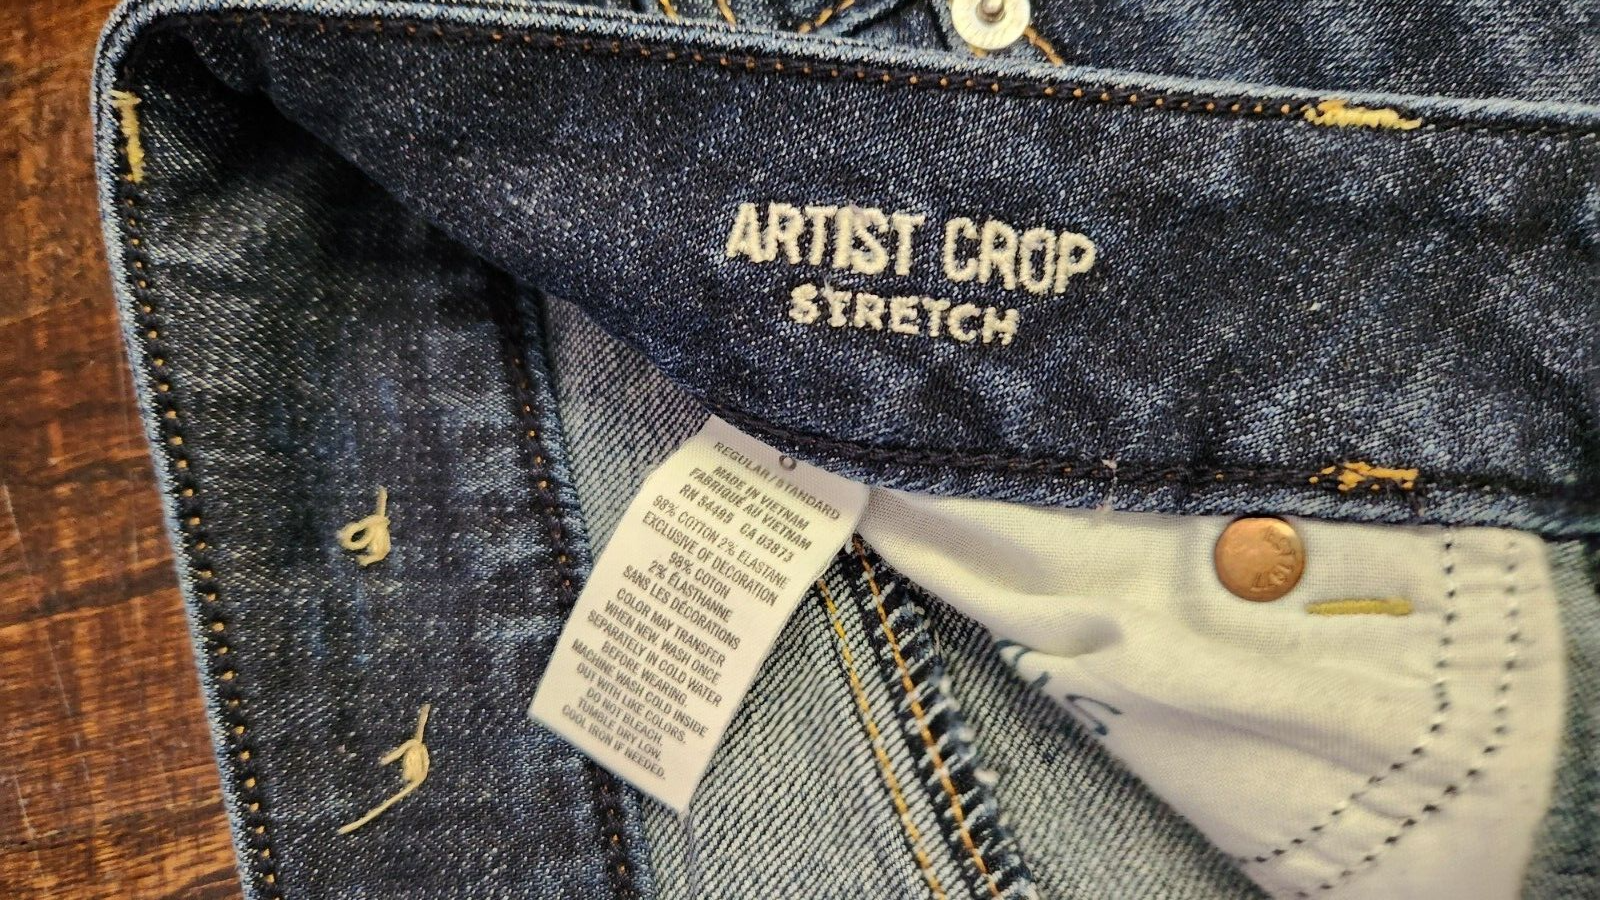 ARTIST CROP
STRETCH
REGULAR / STANDARD
MADE IN VIETNAM
FABRIQUÉ AU VIETNAM
RN 54485 CA 03873
98% COTTON 2% ELASTANE
EXCLUSIVE OF DECORATION
98% COTON
2% ÉLASTHANNE
SANS LES DÉCORATIONS
COLOR MAY TRANSFER
WHEN NEW. WASH ONCE
SEPARATELY IN COLD WATER
BEFORE WEARING.
MACHINE WASH COLD INSIDE
OUT WITH LIKE COLORS.
DO NOT BLEACH.
TUMBLE DRY LOW.
COOL IRON IF NEEDED.